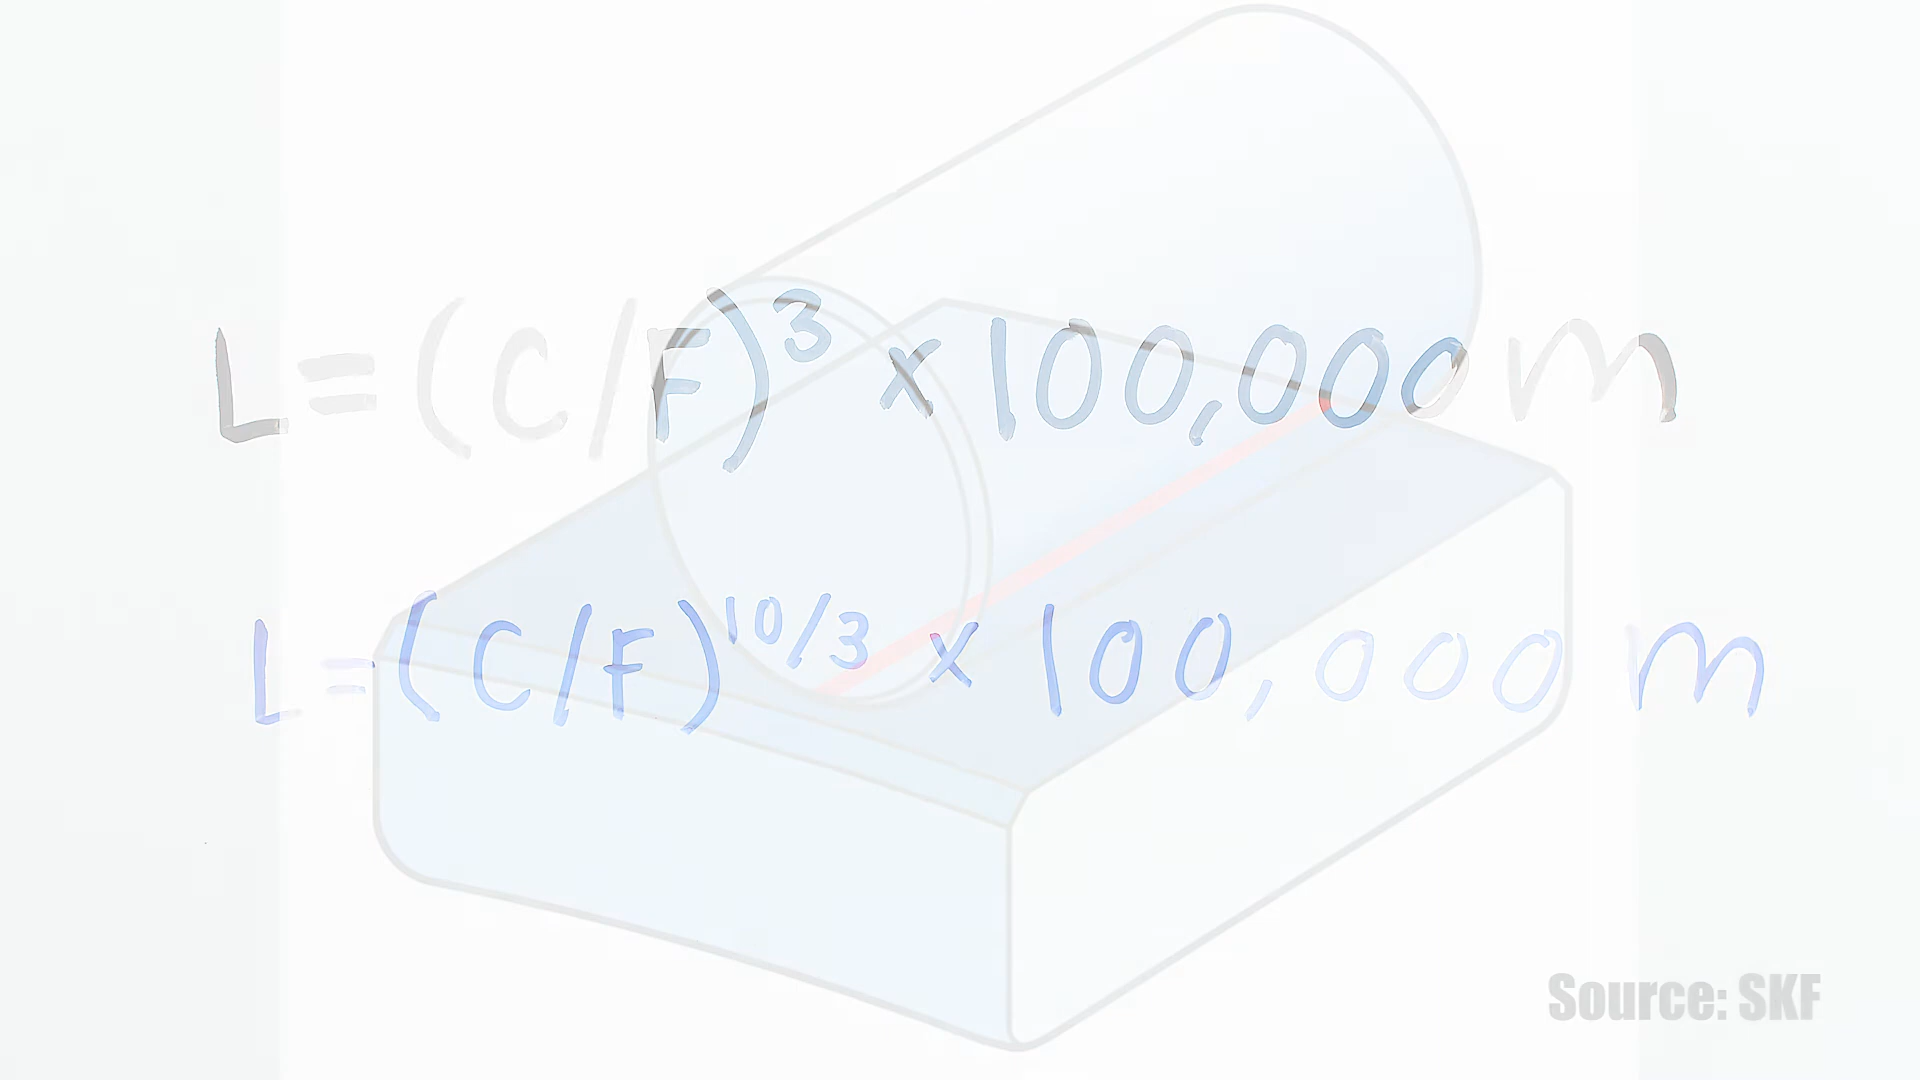 L = (C/F)³ x 100,000 m
L = (C/F)¹⁰/³ x 100,000 m
Source: SKF